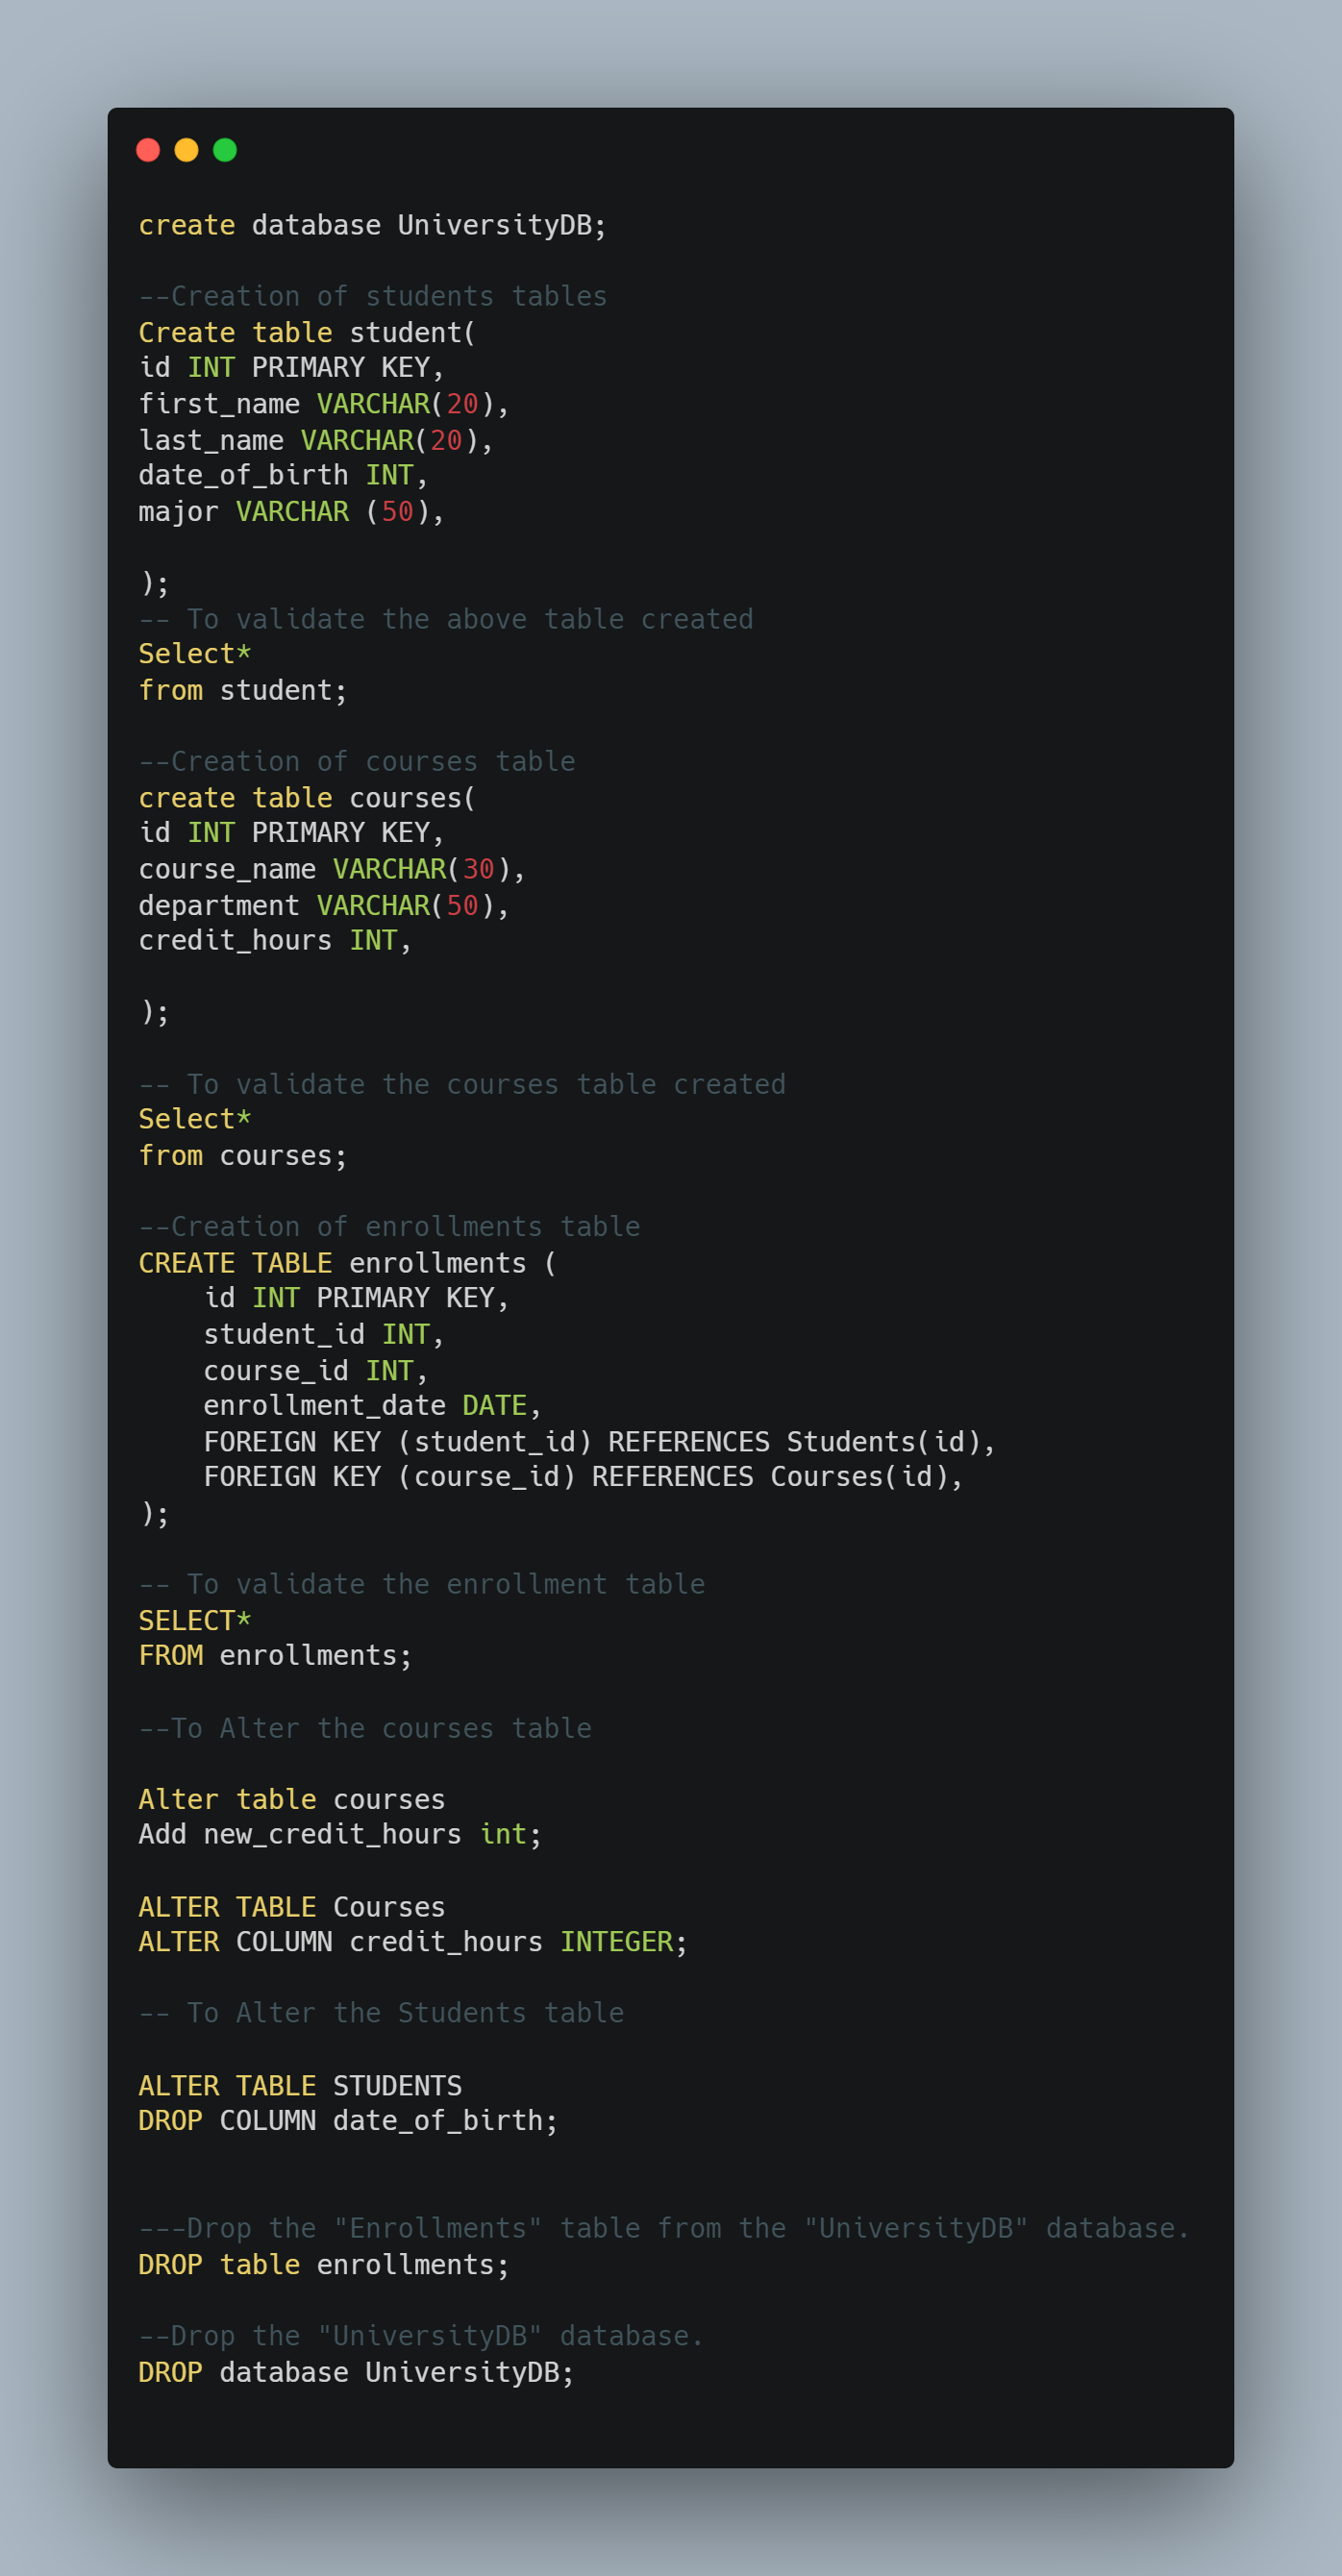 create database UniversityDB;
--Creation of students tables
Create table student(
id INT PRIMARY KEY,
first_name VARCHAR(20),
last_name VARCHAR(20),
date_of_birth INT,
major VARCHAR (50),
);
-- To validate the above table created
Select*
from student;
--Creation of courses table
create table courses(
id INT PRIMARY KEY,
course_name VARCHAR(30),
department VARCHAR(50),
credit_hours INT,
);
-- To validate the courses table created
Select*
from courses;
--Creation of enrollments table
CREATE TABLE enrollments (
    id INT PRIMARY KEY,
    student_id INT,
    course_id INT,
    enrollment_date DATE,
    FOREIGN KEY (student_id) REFERENCES Students(id),
    FOREIGN KEY (course_id) REFERENCES Courses(id),
);
-- To validate the enrollment table
SELECT*
FROM enrollments;
--To Alter the courses table
Alter table courses
Add new_credit_hours int;
ALTER TABLE Courses
ALTER COLUMN credit_hours INTEGER;
-- To Alter the Students table
ALTER TABLE STUDENTS
DROP COLUMN date_of_birth;
---Drop the "Enrollments" table from the "UniversityDB" database.
DROP table enrollments;
--Drop the "UniversityDB" database.
DROP database UniversityDB;